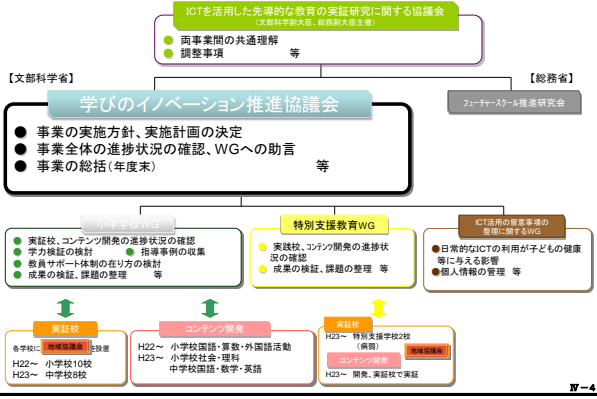 ICTを活用した先導的な教育の実証研究に関する協議会
(文部科学副大臣、総務副大臣主催)
● 両事業間の共通理解
● 調整事項　　　　等
【文部科学省】
【総務省】
学びのイノベーション推進協議会
フューチャースクール推進研究会
● 事業の実施方針、実施計画の決定
● 事業全体の進捗状況の確認、WGへの助言
● 事業の総括(年度末)　　　　等
小中学校WG
● 実証校、コンテンツ開発の進捗状況の確認
● 学力検証の検討　● 指導事例の収集
● 教員サポート体制の在り方の検討
● 成果の検証、課題の整理　　等
特別支援教育WG
● 実践校、コンテンツ開発の進捗状
況の確認
● 成果の検証、課題の整理　等
ICT活用の留意事項の
整理に関するWG
●日常的なICTの利用が子どもの健康
等に与える影響
●個人情報の管理　等
実証校
各学校に 地域協議会 を設置
H22～　小学校10校
H23～　中学校8校
コンテンツ開発
H22～　小学校国語・算数・外国語活動
H23～　小学校社会・理科
中学校国語・数学・英語
実証校
H23～　特別支援学校2校
(病弱)
地域協議会
コンテンツ開発
H23～　開発、実証校で実証
Ⅳ－4